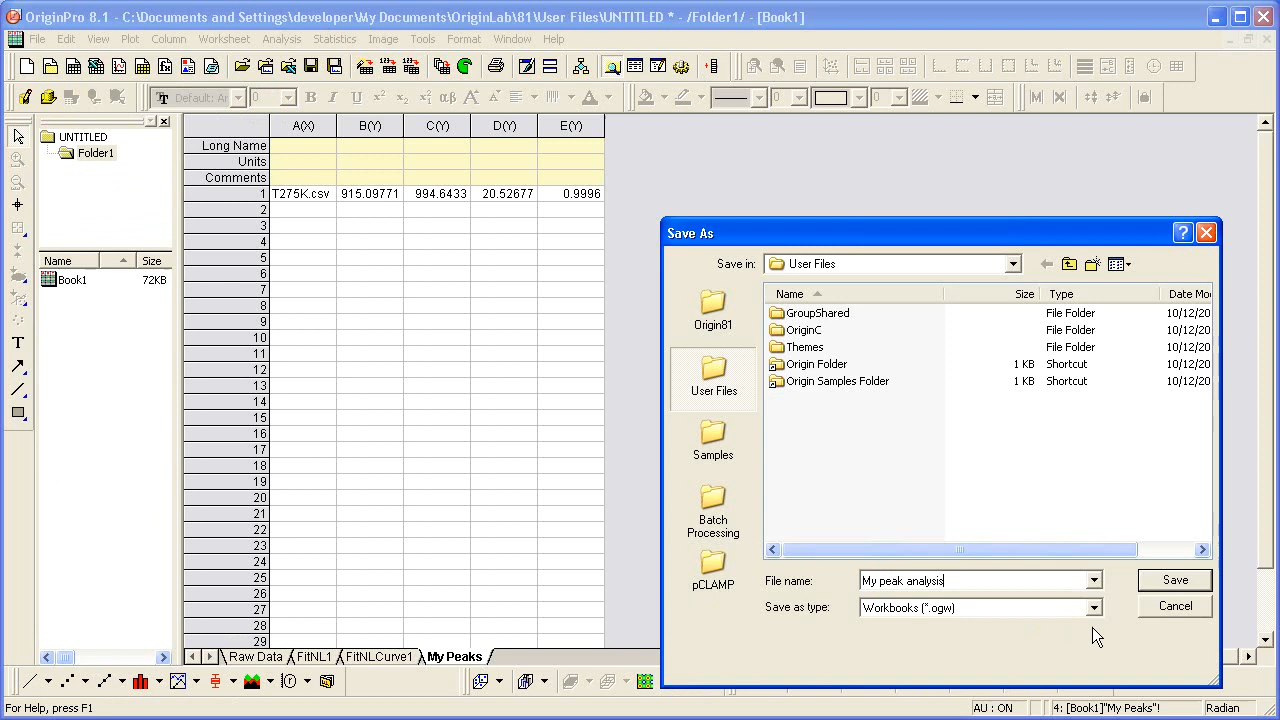 OriginPro 8.1 - C:\Documents and Settings\developer\My Documents\OriginLab\81\User Files\UNTITLED * - /Folder1/ - [Book1]
File Edit View Plot Column Worksheet Analysis Statistics Image Tools Format Window Help
Default: Ar 0 B I U 0 0
UNTITLED
Folder1
Name Size
Book1 72KB
A(X) B(Y) C(Y) D(Y) E(Y)
Long Name
Units
Comments
1 T275K.csv 915.09771 994.6433 20.52677 0.9996
2
3
4
5
6
7
8
9
10
11
12
13
14
15
16
17
18
19
20
21
22
23
24
25
26
27
28
29
Raw Data FitNL1 FitNLCurve1 My Peaks
Save As
Save in: User Files
Origin81
User Files
Samples
Batch
Processing
pCLAMP
Name Size Type Date Mo
GroupShared File Folder 10/12/20
OriginC File Folder 10/12/20
Themes File Folder 10/12/20
Origin Folder 1 KB Shortcut 10/12/20
Origin Samples Folder 1 KB Shortcut 10/12/20
File name: My peak analysis Save
Save as type: Workbooks (*.ogw) Cancel
For Help, press F1 AU : ON 4: [Book1]"My Peaks"! Radian